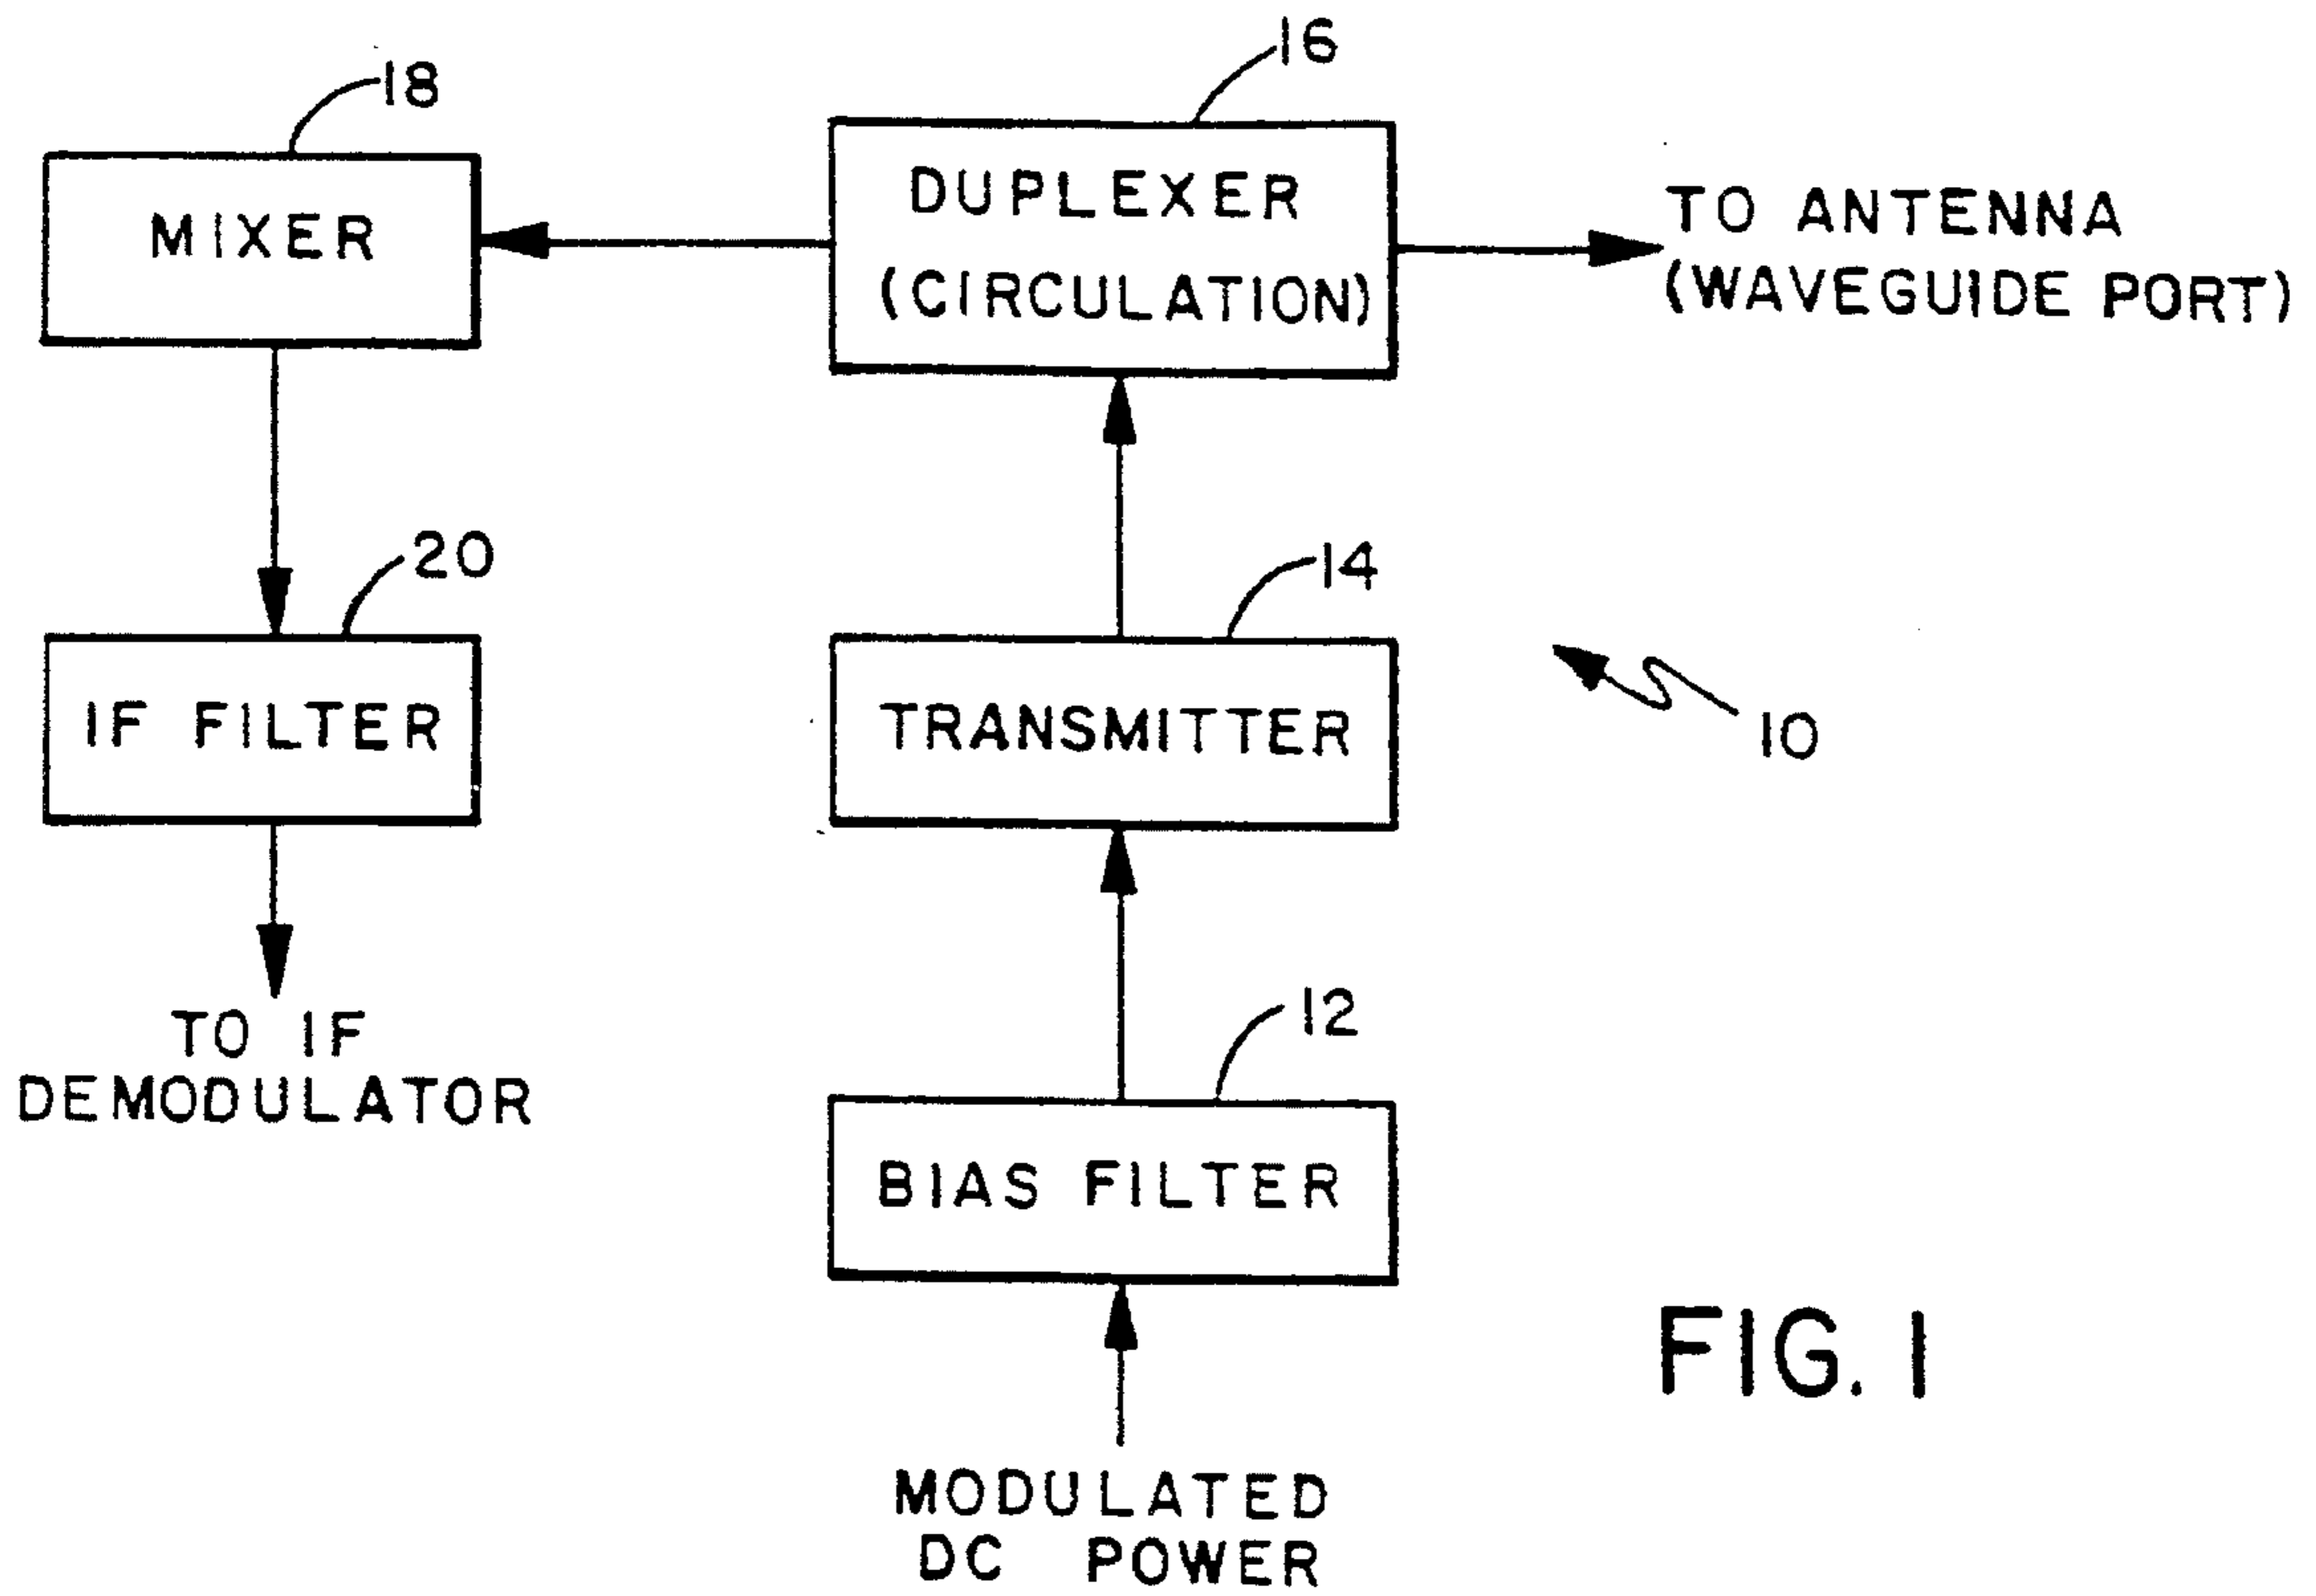 16
18
DUPLEXER
(CIRCULATION)
MIXER
TO ANTENNA
(WAVEGUIDE PORT)
20
14
IF FILTER
TRANSMITTER
10
TO IF
DEMODULATOR
12
BIAS FILTER
FIG. 1
MODULATED
DC POWER